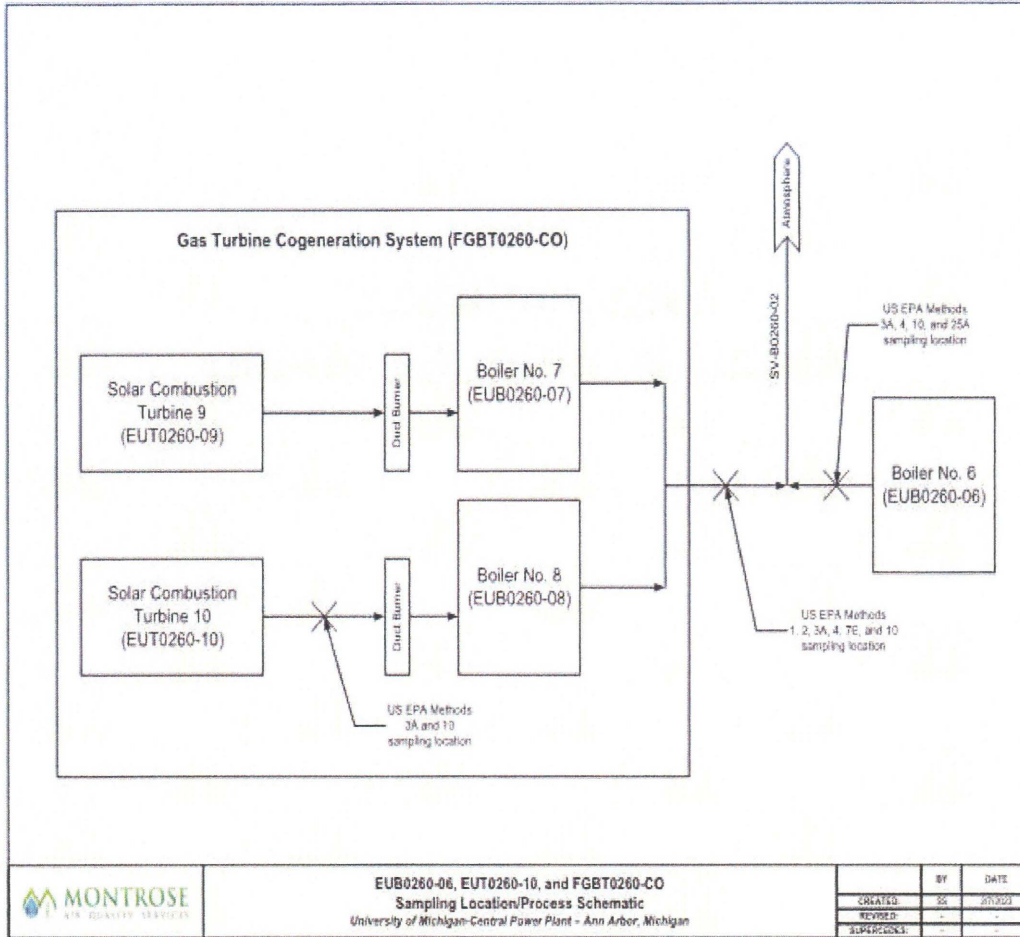 Gas Turbine Cogeneration System (FGBT0260-CO)
Solar Combustion
Turbine 9
(EUT0260-09)
Duct Burner
Boiler No. 7
(EUB0260-07)
Solar Combustion
Turbine 10
(EUT0260-10)
Duct Burner
Boiler No. 8
(EUB0260-08)
US EPA Methods
3A and 10
sampling location
Atmosphere
SV-B0260-02
US EPA Methods
3A, 4, 10, and 25A
sampling location
Boiler No. 6
(EUB0260-06)
US EPA Methods
1, 2, 3A, 4, 7E, and 10
sampling location
MONTROSE
AIR QUALITY SERVICES
EUB0260-06, EUT0260-10, and FGBT0260-CO
Sampling Location/Process Schematic
University of Michigan-Central Power Plant – Ann Arbor, Michigan
BY DATE
CREATED:
REVISED: - -
SUPERCEDES: - -